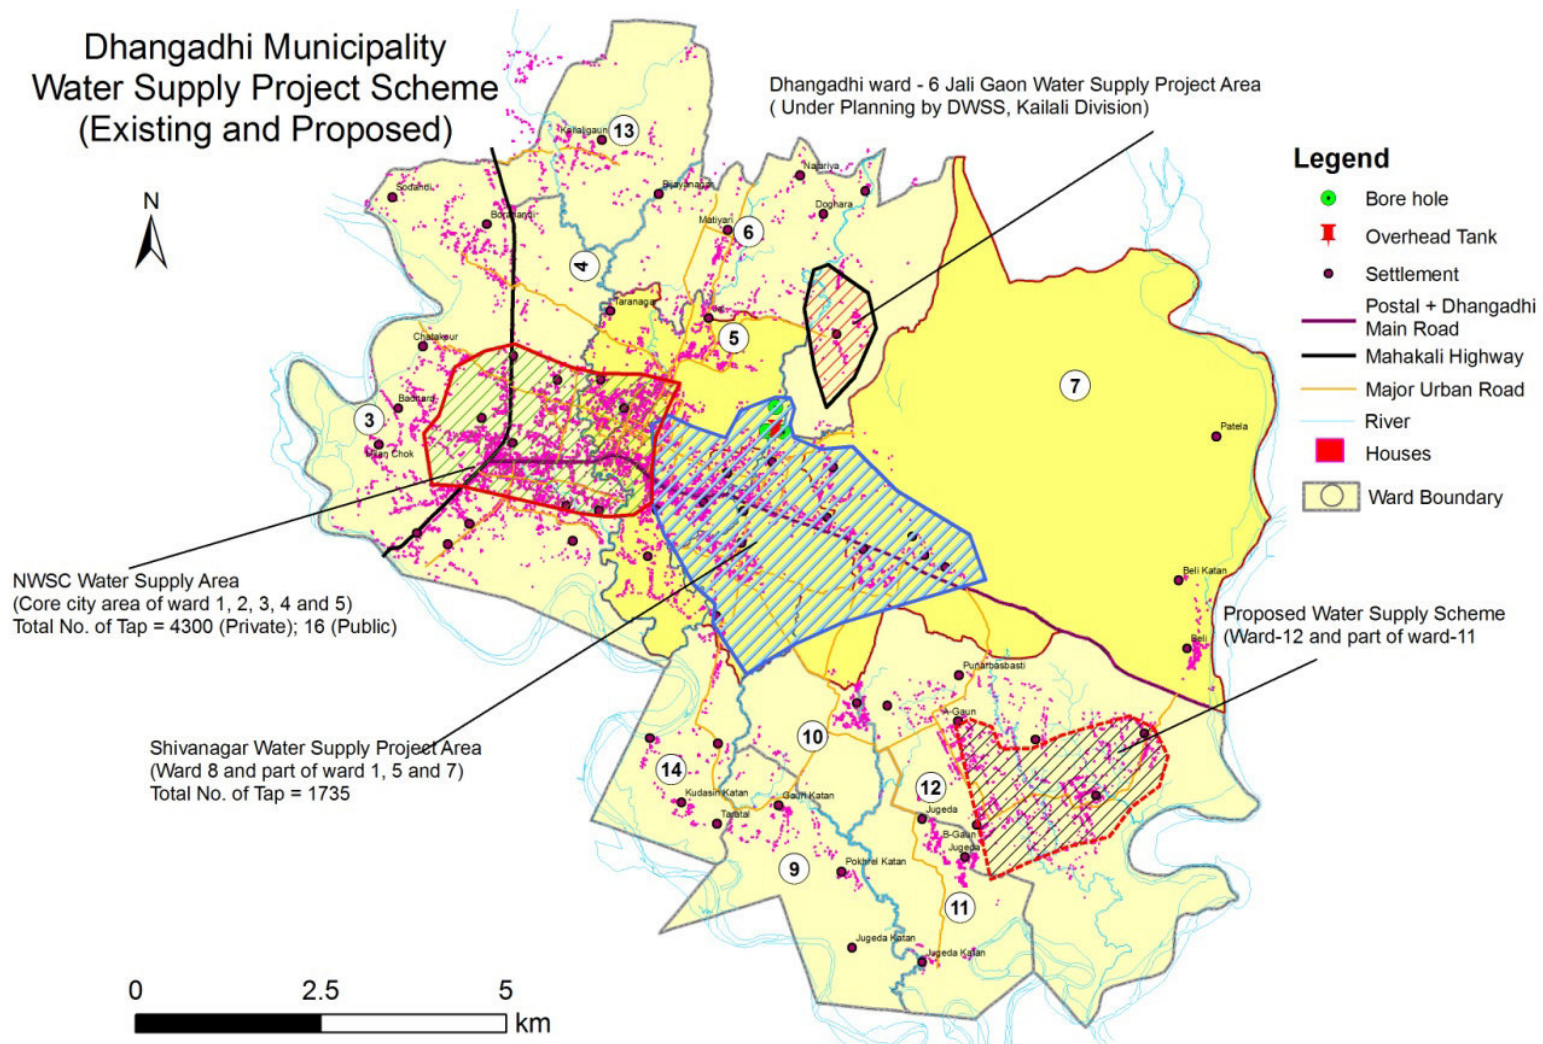 Dhangadhi Municipality
Water Supply Project Scheme
(Existing and Proposed)
N
Dhangadhi ward - 6 Jali Gaon Water Supply Project Area
( Under Planning by DWSS, Kailali Division)
Legend
Bore hole
Overhead Tank
Settlement
Postal + Dhangadhi
Main Road
Mahakali Highway
Major Urban Road
River
Houses
Ward Boundary
13
Bijayanagar
Najariya
Doghara
Matiyari
6
4
Taranagar
5
7
Chatakpur
3
Patela
Beli Katan
Beli
NWSC Water Supply Area
(Core city area of ward 1, 2, 3, 4 and 5)
Total No. of Tap = 4300 (Private); 16 (Public)
Proposed Water Supply Scheme
(Ward-12 and part of ward-11
Shivanagar Water Supply Project Area
(Ward 8 and part of ward 1, 5 and 7)
Total No. of Tap = 1735
Punarbasbasti
A-Gaun
10
14
12
Kudasin Katan
Gauri Katan
Taratal
Jugeda
B-Gaun
Jugeda
9
Pokhrel Katan
11
Jugeda Katan
Jugeda Katan
0 2.5 5
km